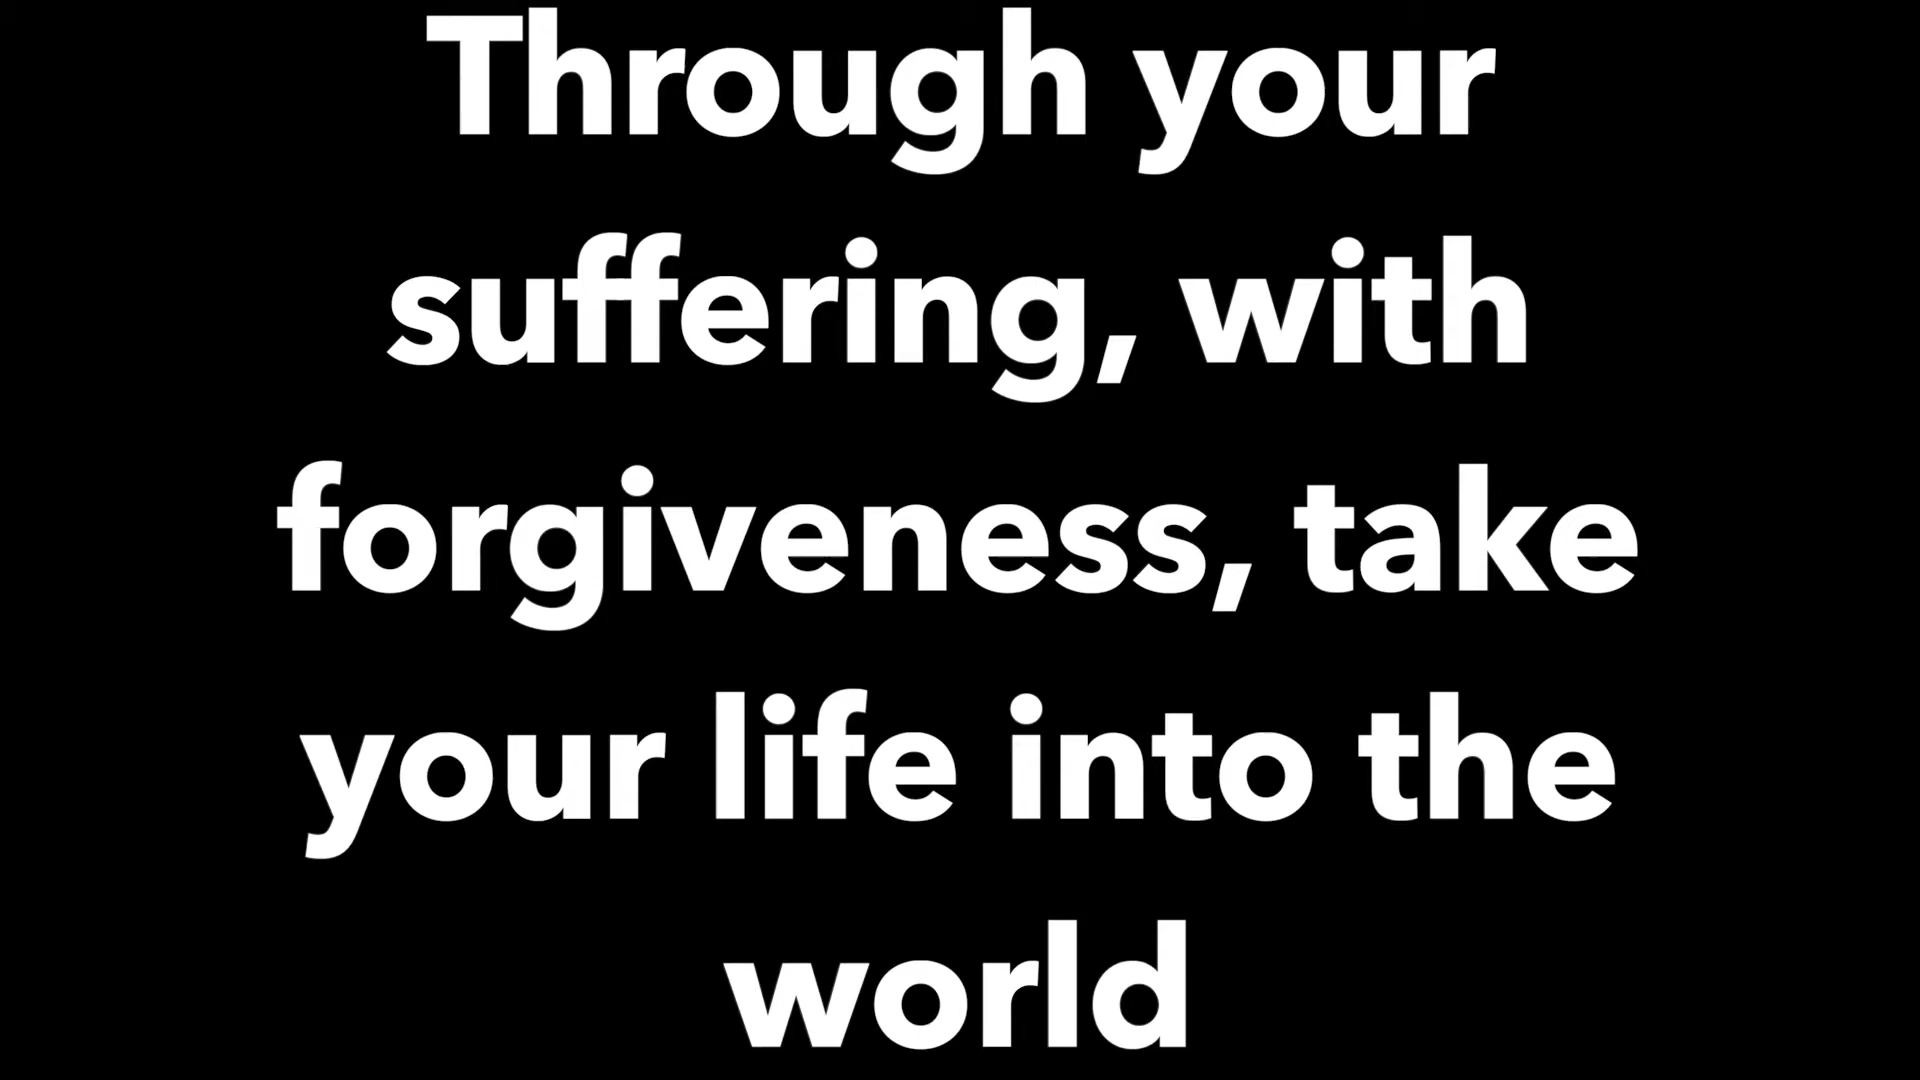 Through your
suffering, with
forgiveness, take
your life into the
world